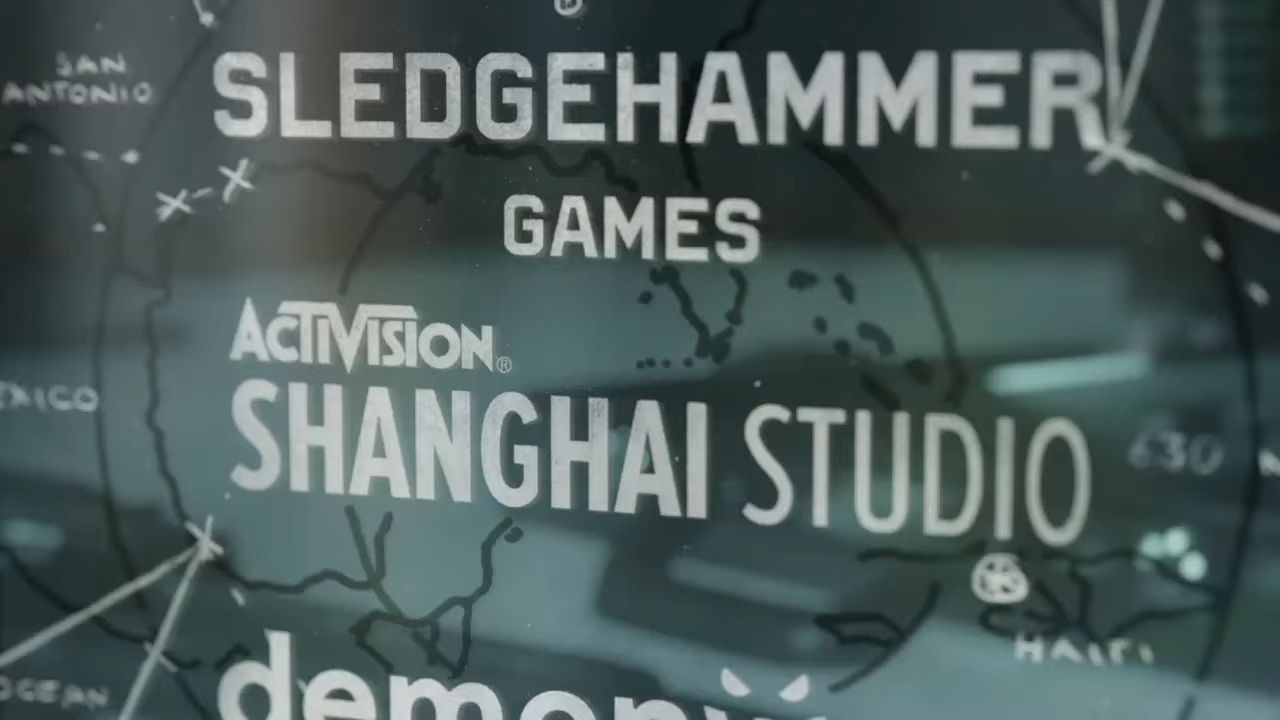 SAN
ANTONIO
SLEDGEHAMMER
GAMES
ACTIVISION®
SHANGHAI STUDIO
630
HAITI
OCEAN